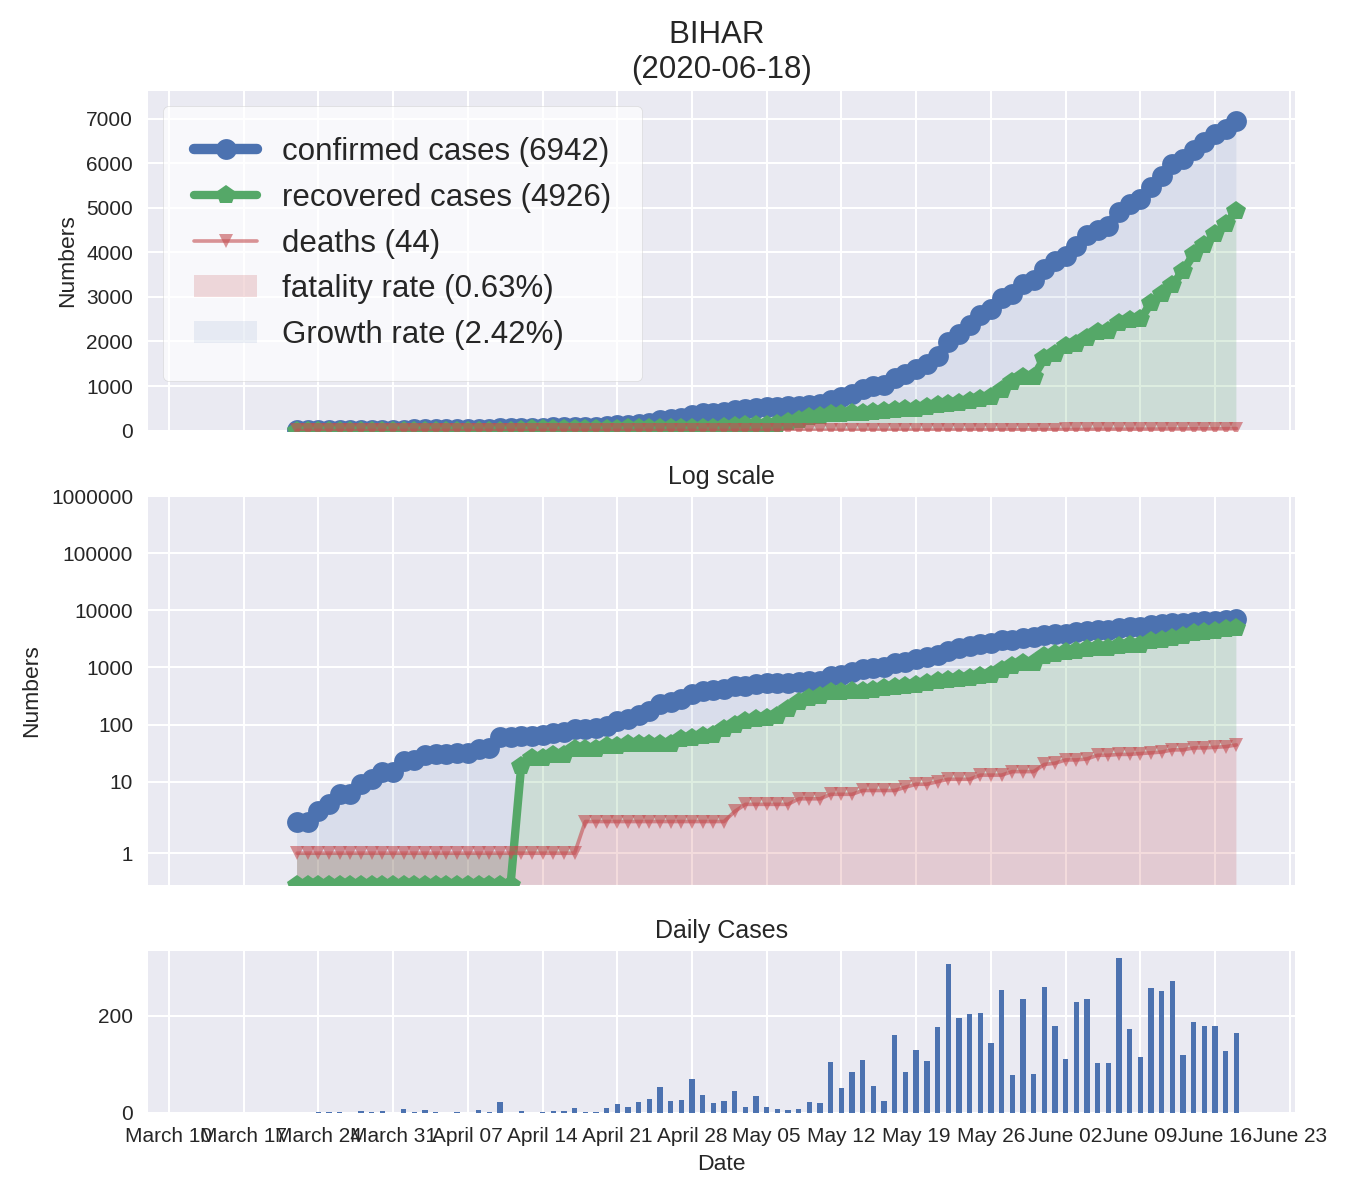 BIHAR
(2020-06-18)
7000
6000
5000
4000
3000
2000
1000
0
Numbers
confirmed cases (6942)
recovered cases (4926)
deaths (44)
fatality rate (0.63%)
Growth rate (2.42%)
Log scale
1000000
100000
10000
1000
100
10
1
Numbers
Daily Cases
200
0
March 10 March 17 March 24 March 31 April 07 April 14 April 21 April 28 May 05 May 12 May 19 May 26 June 02 June 09 June 16 June 23
Date